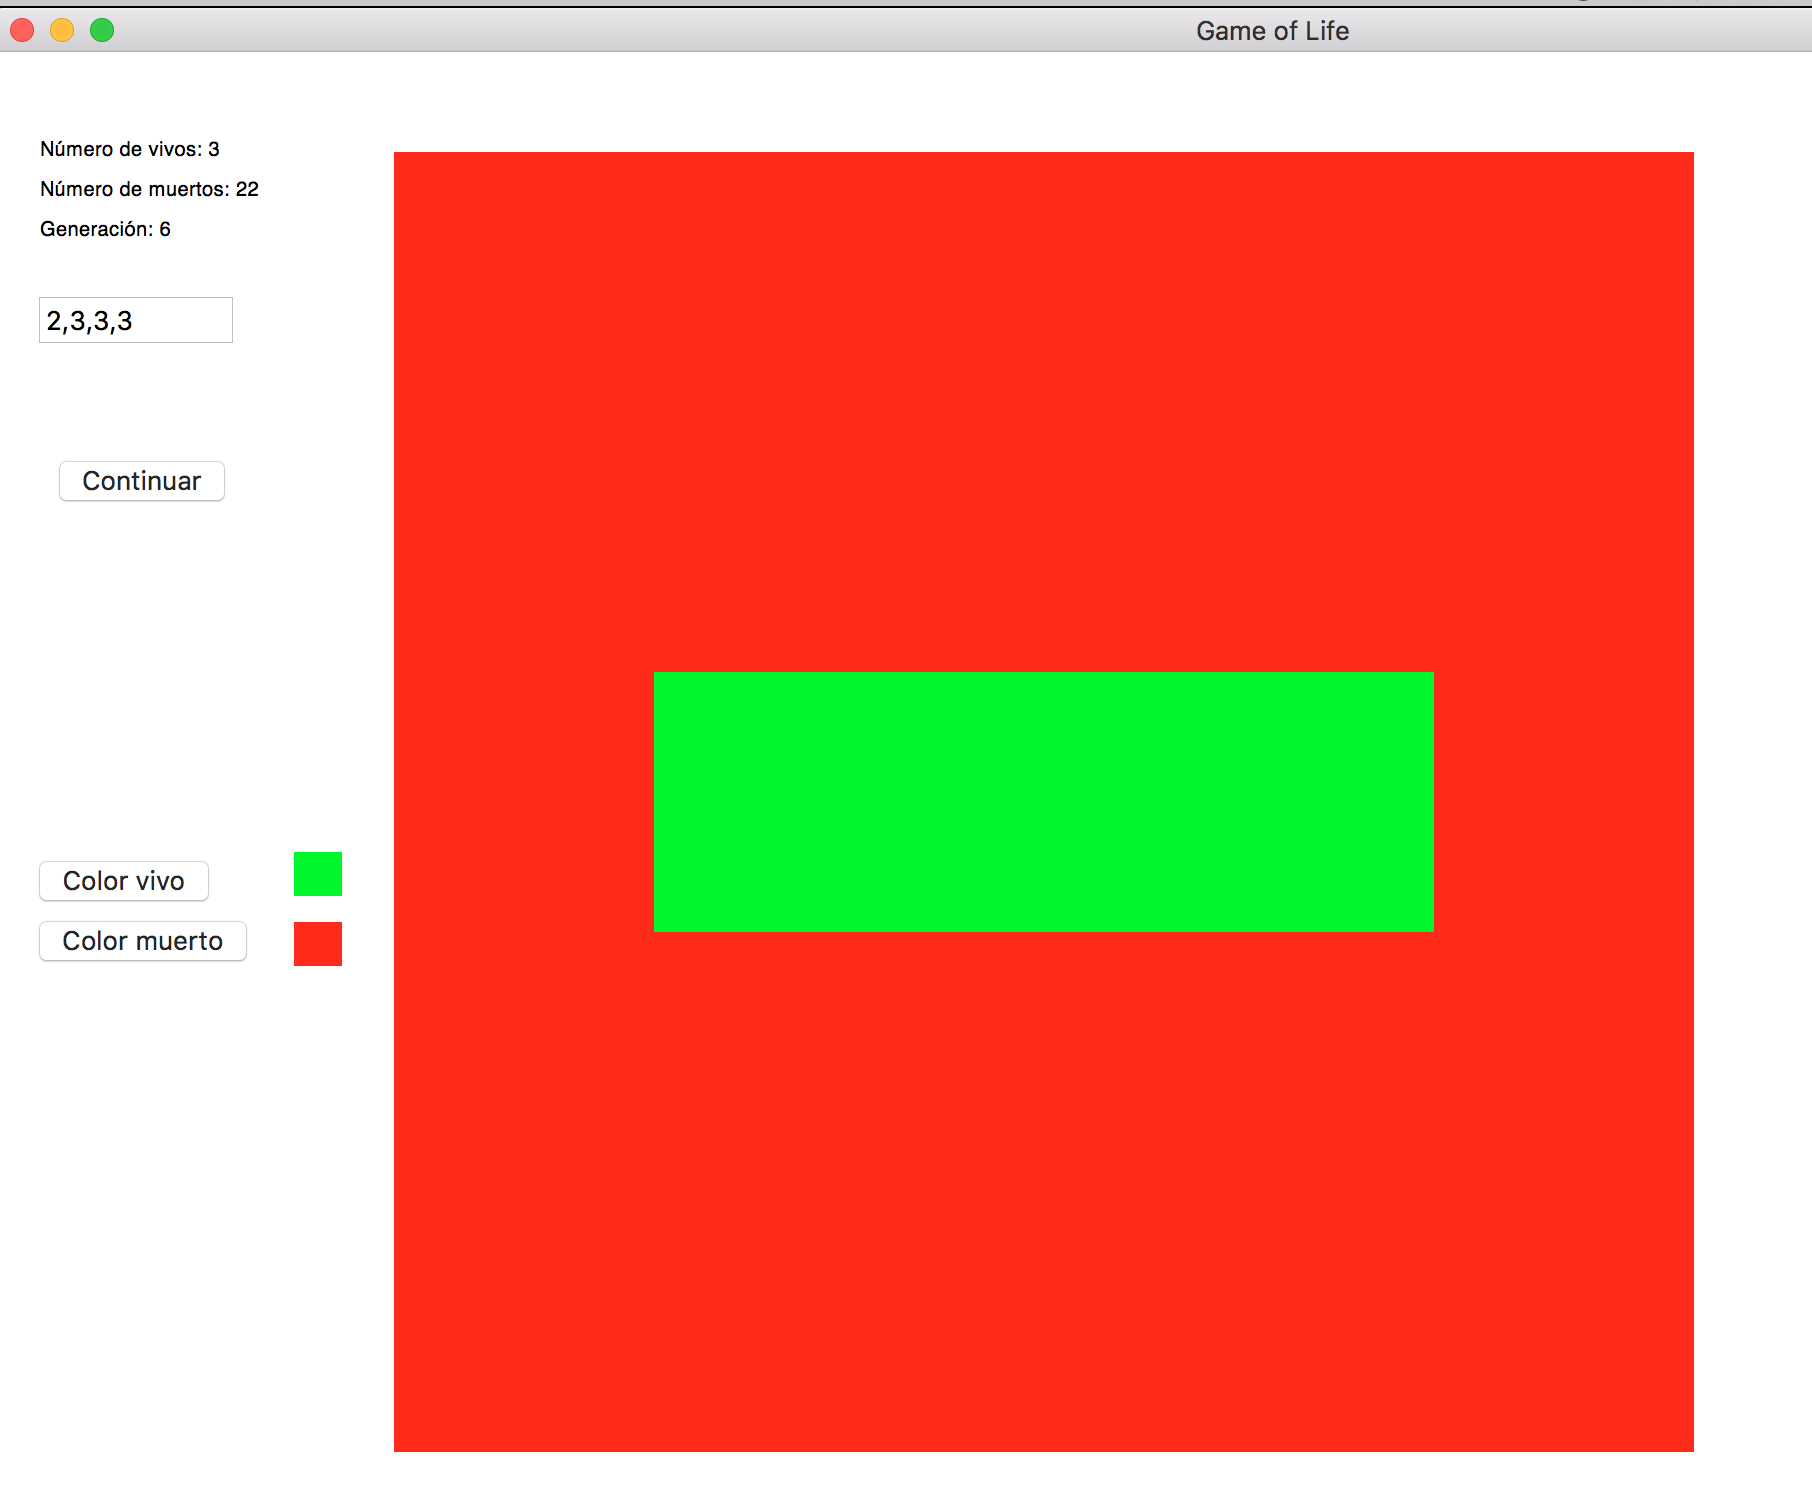 Game of Life
Número de vivos: 3
Número de muertos: 22
Generación: 6
2,3,3,3
Continuar
Color vivo
Color muerto